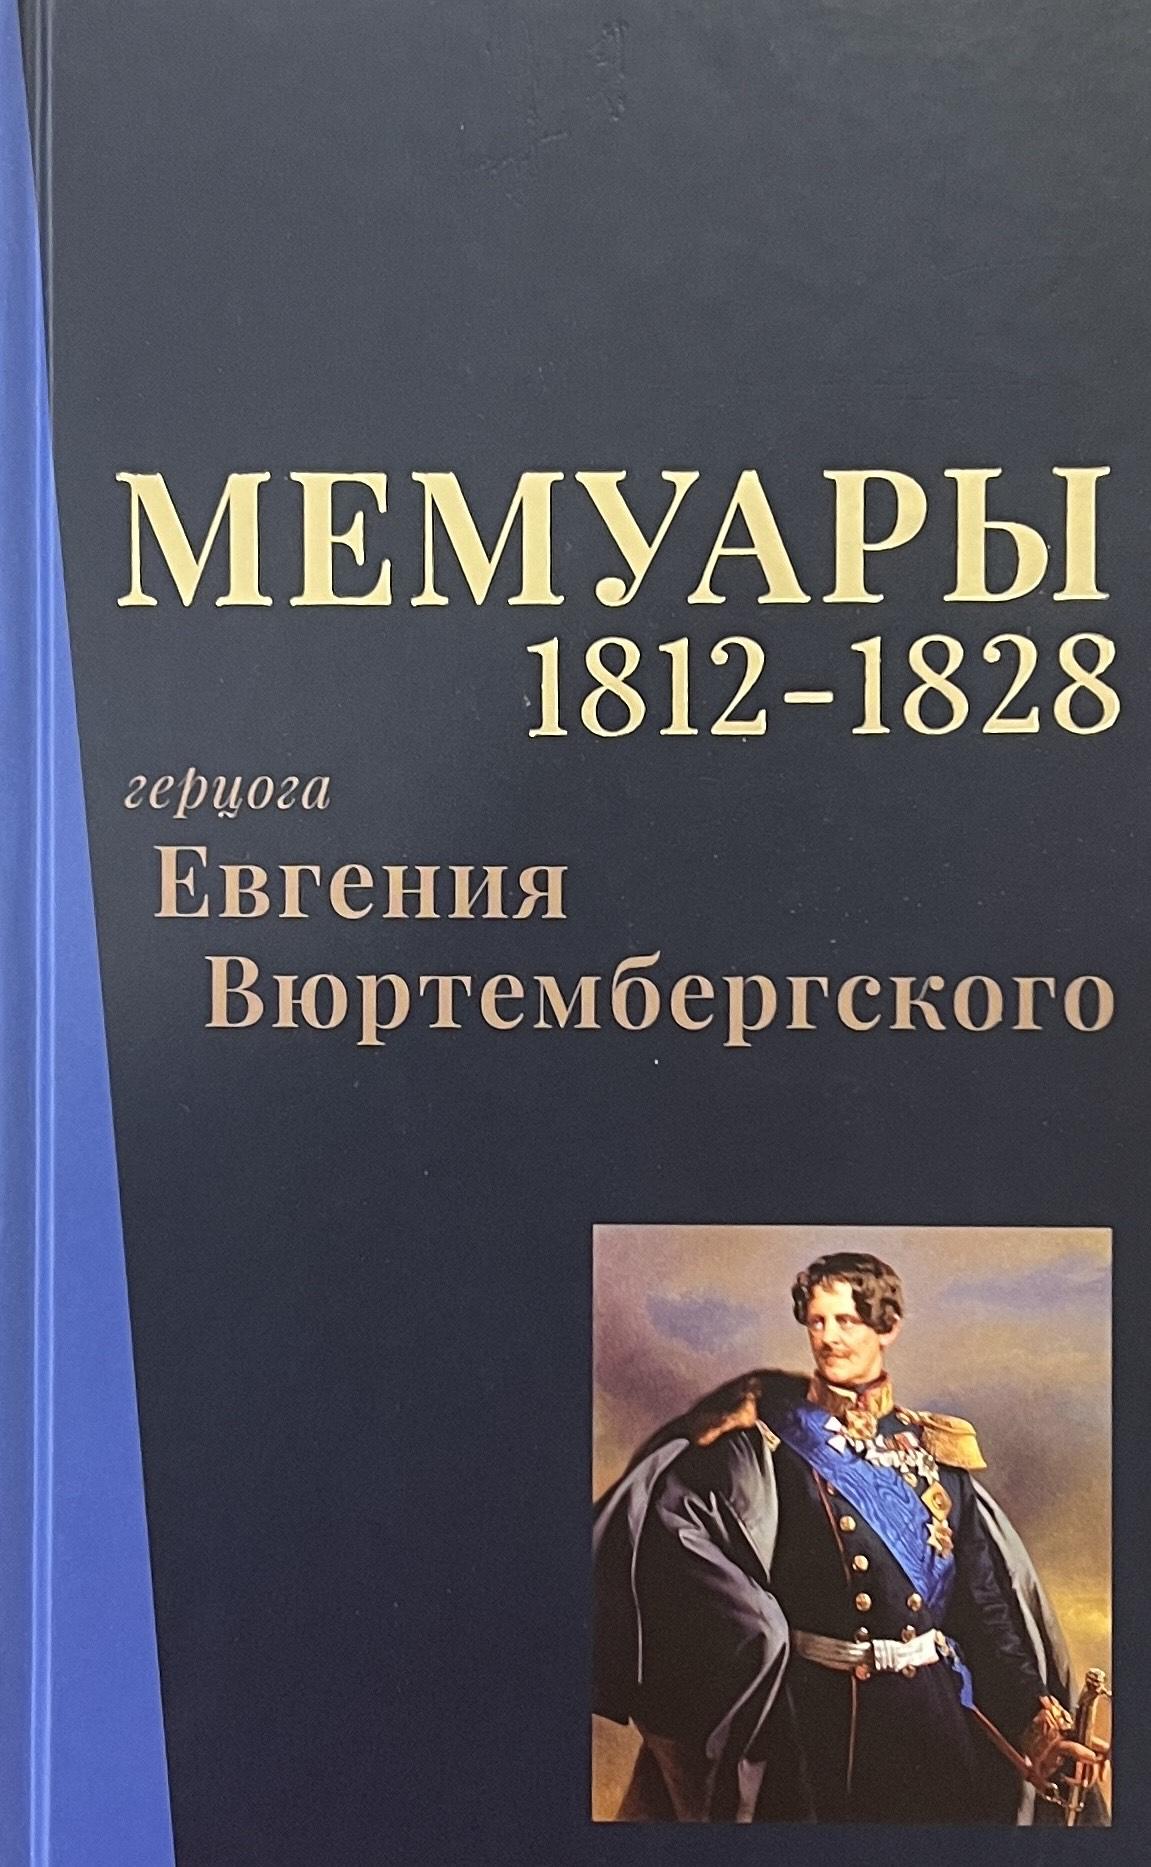 МЕМУАРЫ
1812–1828
герцога
Евгения
Вюртембергского